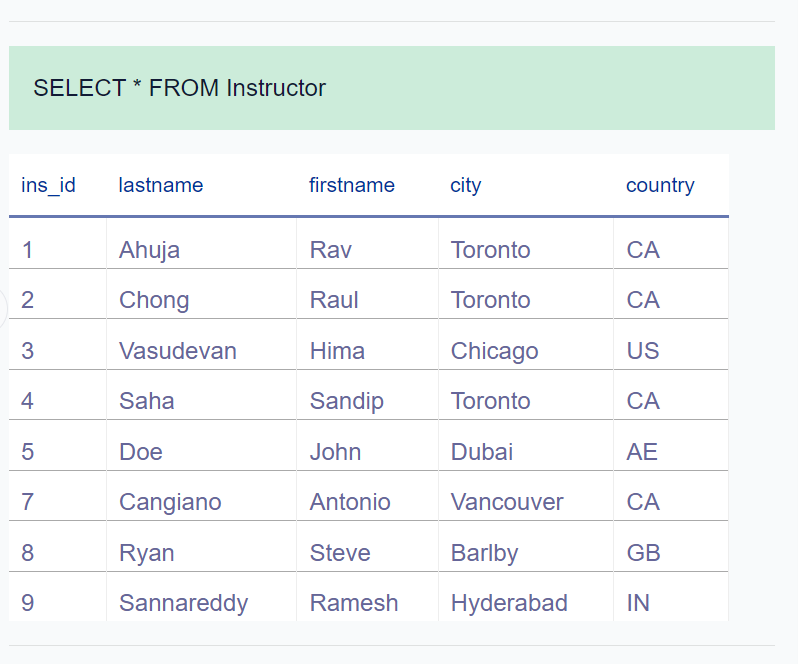 SELECT * FROM Instructor
ins_id lastname firstname city country
1 Ahuja Rav Toronto CA
2 Chong Raul Toronto CA
3 Vasudevan Hima Chicago US
4 Saha Sandip Toronto CA
5 Doe John Dubai AE
7 Cangiano Antonio Vancouver CA
8 Ryan Steve Barlby GB
9 Sannareddy Ramesh Hyderabad IN